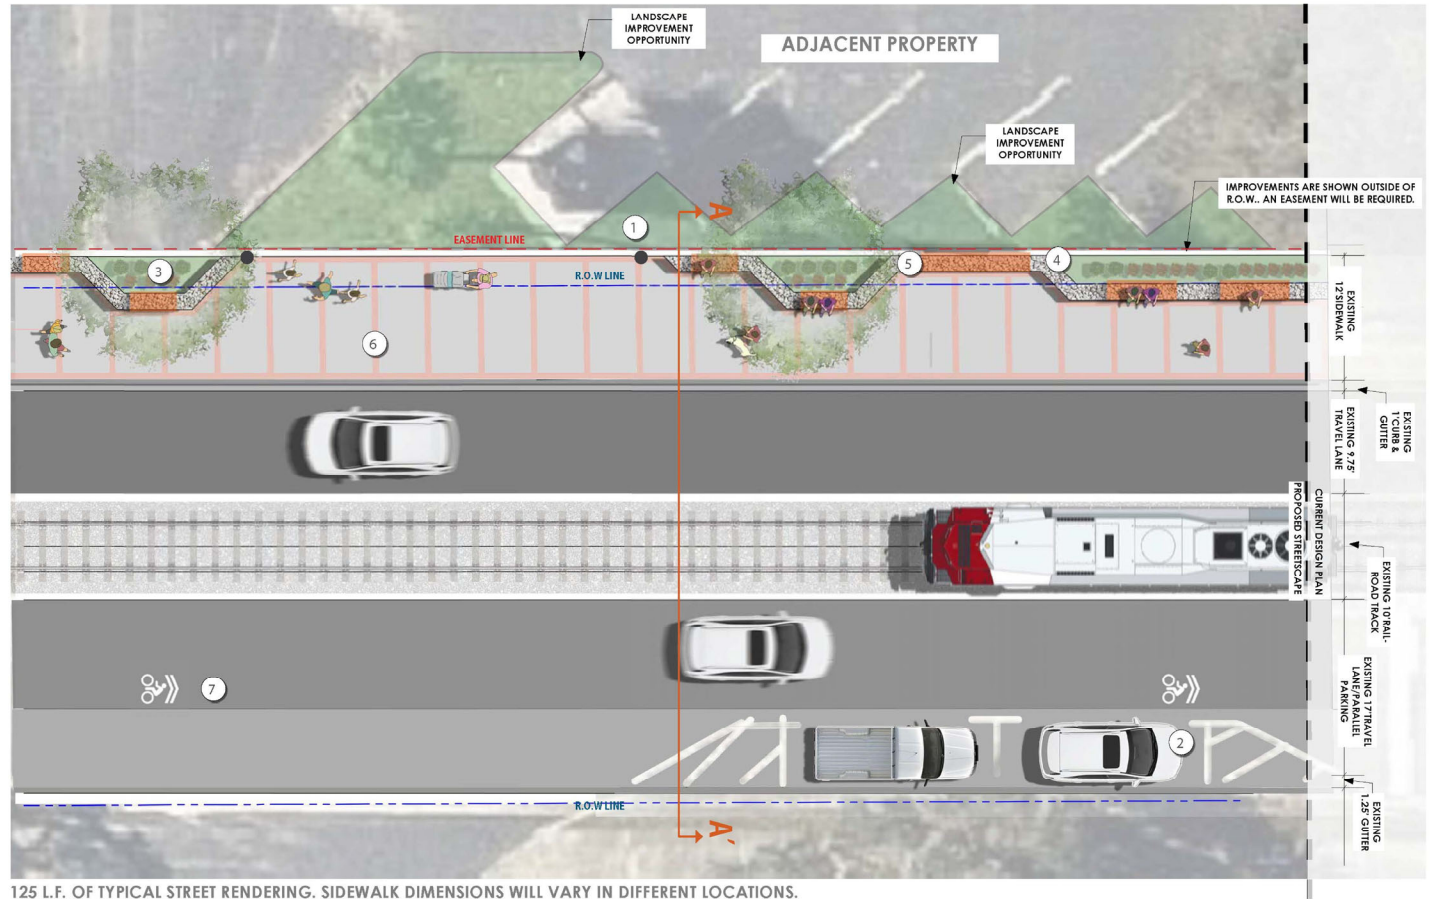 LANDSCAPE
IMPROVEMENT
OPPORTUNITY
ADJACENT PROPERTY
LANDSCAPE
IMPROVEMENT
OPPORTUNITY
IMPROVEMENTS ARE SHOWN OUTSIDE OF
R.O.W.. AN EASEMENT WILL BE REQUIRED.
A
1
EASEMENT LINE
3
R.O.W LINE
5
4
6
EXISTING
12'SIDEWALK
EXISTING
1'CURB &
GUTTER
EXISTING 9.75'
TRAVEL LANE
CURRENT DESIGN PLAN
PROPOSED STREETSCAPE
EXISTING 10'RAIL-
ROAD TRACK
7
EXISTING 17'TRAVEL
LANE/PARALLEL
PARKING
2
R.O.W LINE
A'
EXISTING
1.25' GUTTER
125 L.F. OF TYPICAL STREET RENDERING. SIDEWALK DIMENSIONS WILL VARY IN DIFFERENT LOCATIONS.